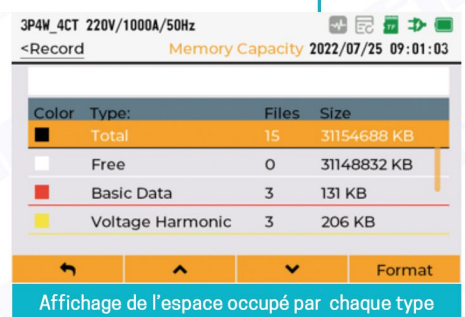 3P4W_4CT 220V/1000A/50Hz
<Record Memory Capacity 2022/07/25 09:01:03
Color Type: Files Size
Total 15 31154688 KB
Free 0 31148832 KB
Basic Data 3 131 KB
Voltage Harmonic 3 206 KB
Format
Affichage de l'espace occupé par chaque type